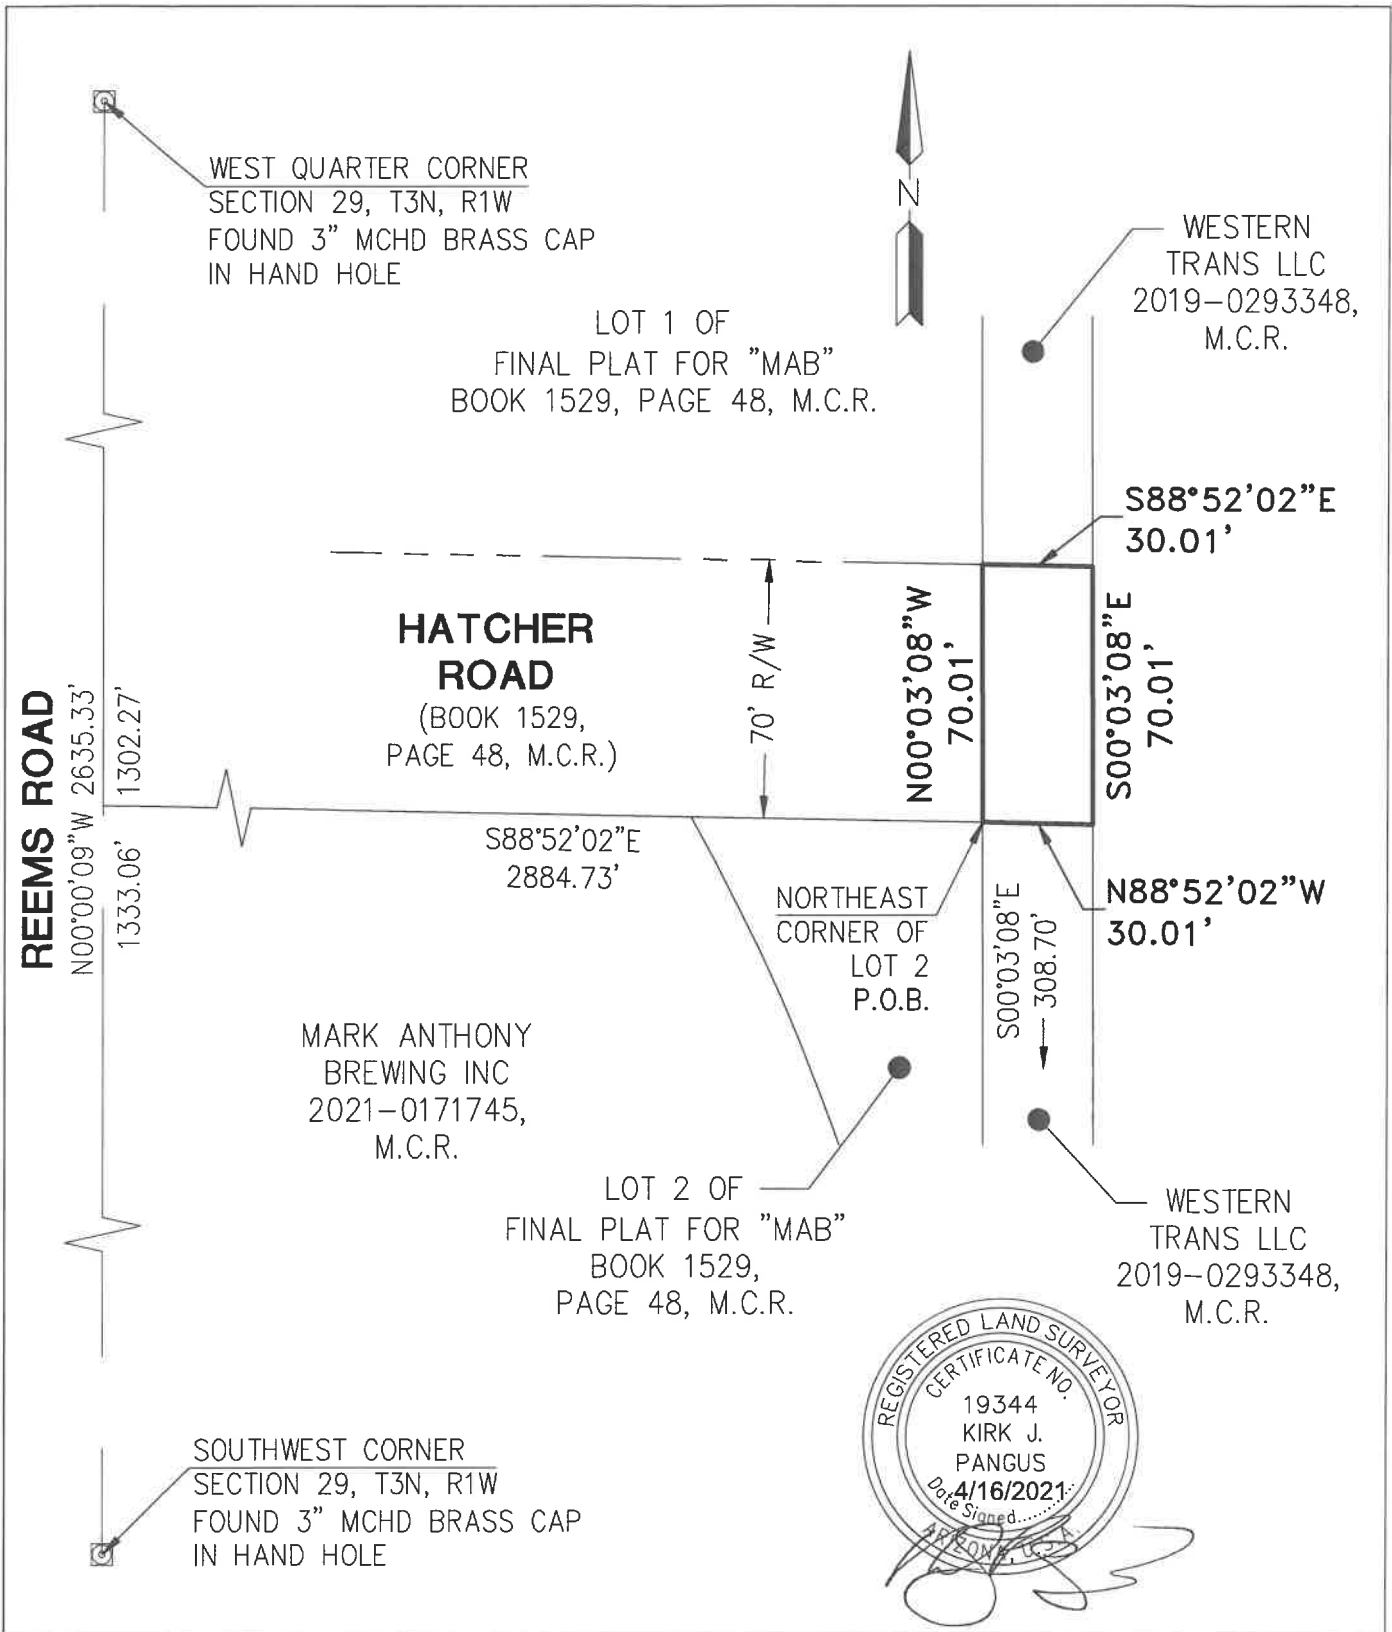 WEST QUARTER CORNER
SECTION 29, T3N, R1W
FOUND 3" MCHD BRASS CAP
IN HAND HOLE
N
WESTERN
TRANS LLC
2019-0293348,
M.C.R.
LOT 1 OF
FINAL PLAT FOR "MAB"
BOOK 1529, PAGE 48, M.C.R.
S88°52'02"E
30.01'
HATCHER
ROAD
(BOOK 1529,
PAGE 48, M.C.R.)
70' R/W
N00°03'08"W
70.01'
S00°03'08"E
70.01'
REEMS ROAD
N00°00'09"W 2635.33'
1302.27'
1333.06'
S88°52'02"E
2884.73'
NORTHEAST
CORNER OF
LOT 2
P.O.B.
S00°03'08"E
308.70'
N88°52'02"W
30.01'
MARK ANTHONY
BREWING INC
2021-0171745,
M.C.R.
LOT 2 OF
FINAL PLAT FOR "MAB"
BOOK 1529,
PAGE 48, M.C.R.
WESTERN
TRANS LLC
2019-0293348,
M.C.R.
SOUTHWEST CORNER
SECTION 29, T3N, R1W
FOUND 3" MCHD BRASS CAP
IN HAND HOLE
REGISTERED LAND SURVEYOR
CERTIFICATE NO.
19344
KIRK J.
PANGUS
4/16/2021
Date Signed..........
ARIZONA, U.S.A.